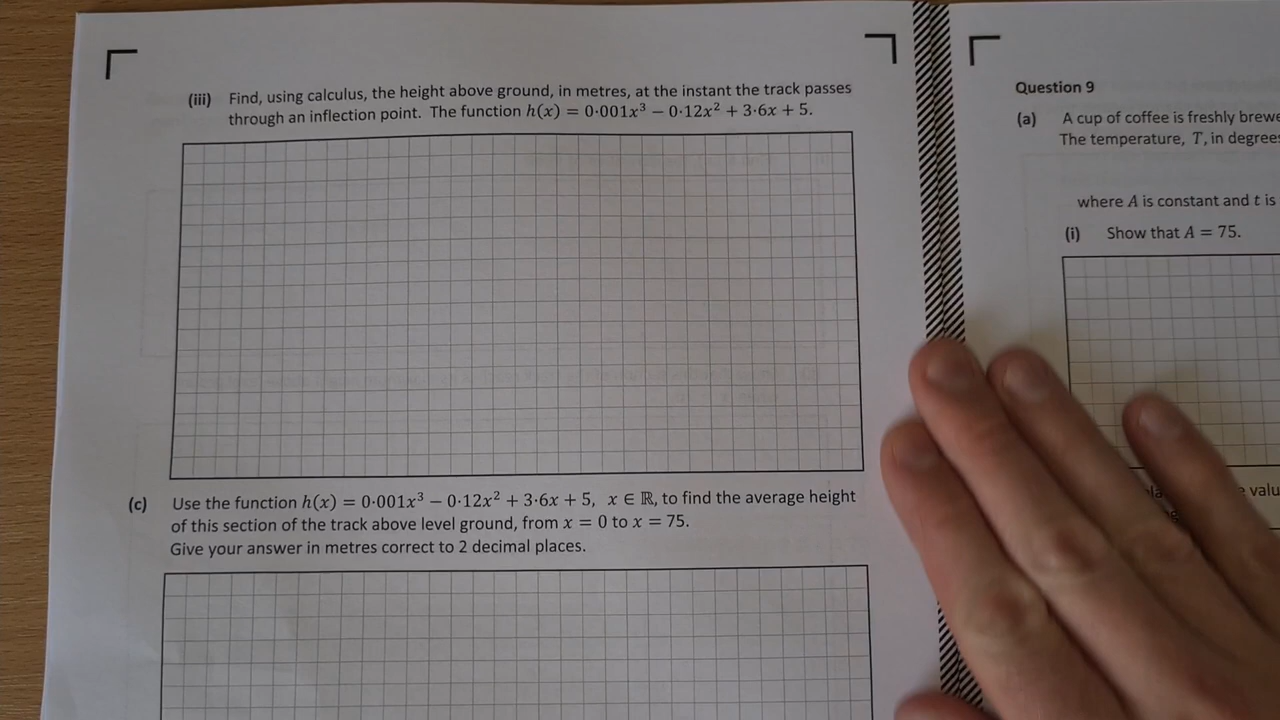 (iii) Find, using calculus, the height above ground, in metres, at the instant the track passes
through an inflection point. The function h(x) = 0·001x³ − 0·12x² + 3·6x + 5.
(c) Use the function h(x) = 0·001x³ − 0·12x² + 3·6x + 5, x ∈ ℝ, to find the average height
of this section of the track above level ground, from x = 0 to x = 75.
Give your answer in metres correct to 2 decimal places.
Question 9
(a) A cup of coffee is freshly
The temperature, T, in
where A is constant and t is
(i) Show that A = 75.